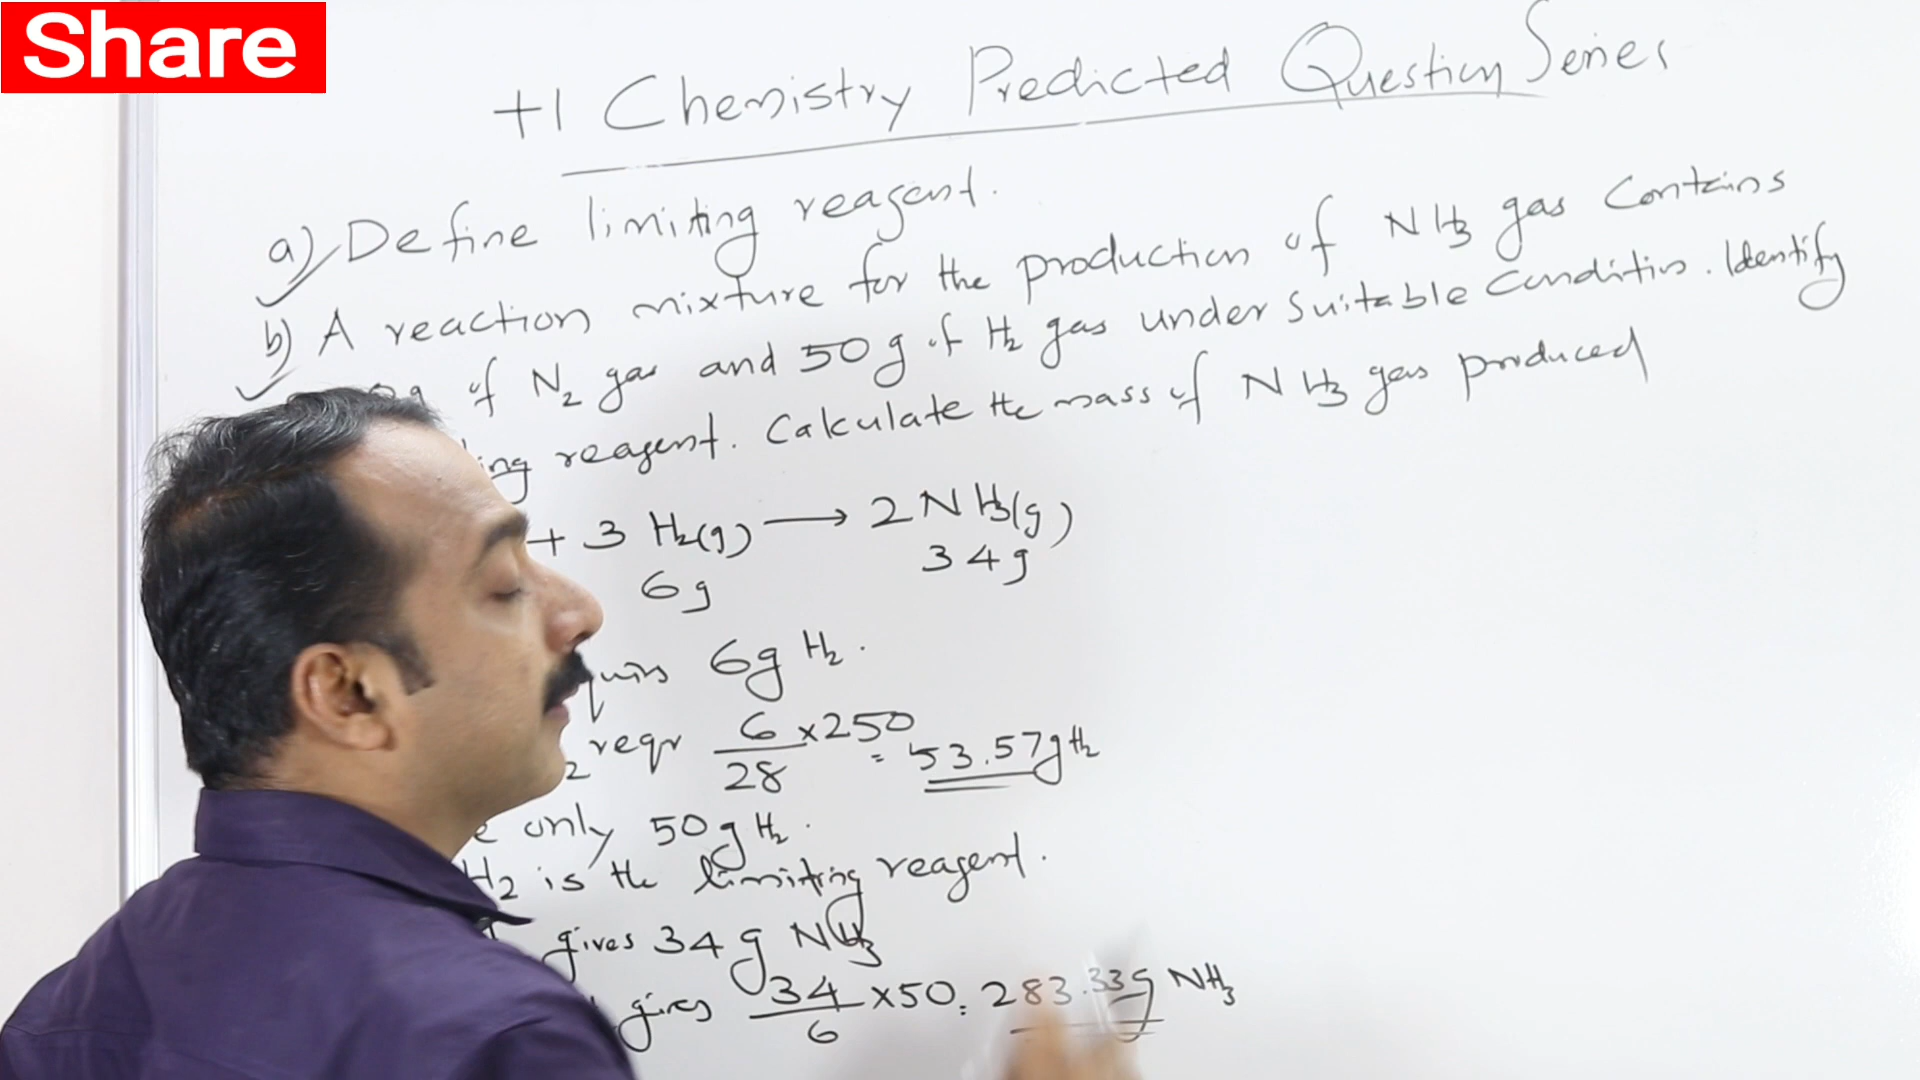 Share
+1 Chemistry Predicted Question Series
a) Define limiting reagent.
b) A reaction mixture for the production of NH3 gas contains
of N2 gas and 50g of H2 gas under suitable conditions. Identify
reagent. Calculate the mass of NH3 gas produced
+ 3 H2(g) → 2 NH3(g)
6g 34g
6g H2.
reqr 6/28 x250 = 53.57g H2
only 50g H2.
H2 is the limiting reagent.
gives 34g NH3
gives 34/6 x50 = 283.33g NH3